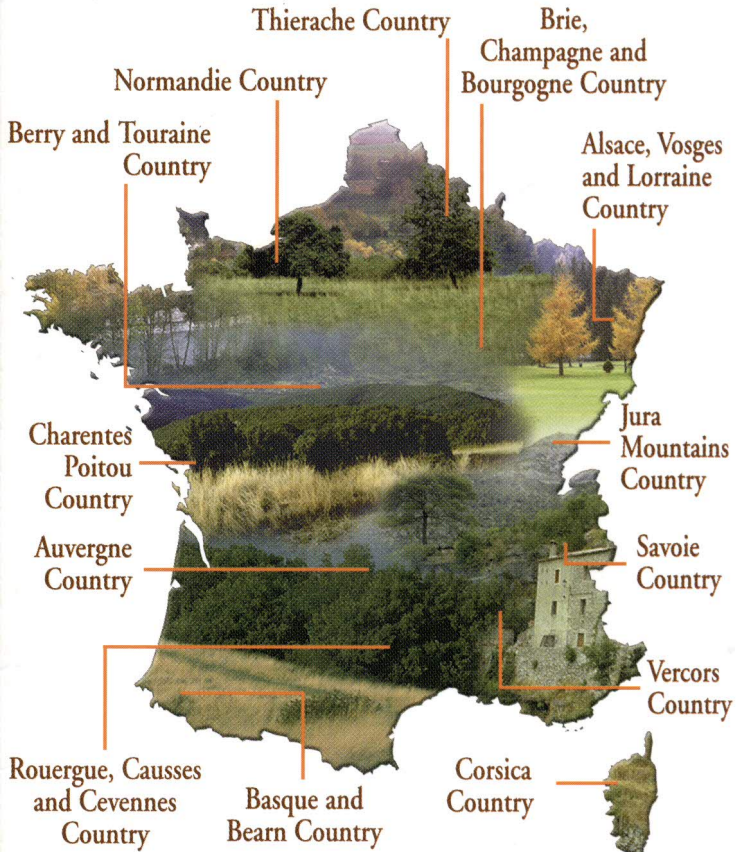 Thierache Country
Brie,
Champagne and
Bourgogne Country
Normandie Country
Berry and Touraine
Country
Alsace, Vosges
and Lorraine
Country
Charentes
Poitou
Country
Jura
Mountains
Country
Auvergne
Country
Savoie
Country
Vercors
Country
Rouergue, Causses
and Cevennes
Country
Basque and
Bearn Country
Corsica
Country